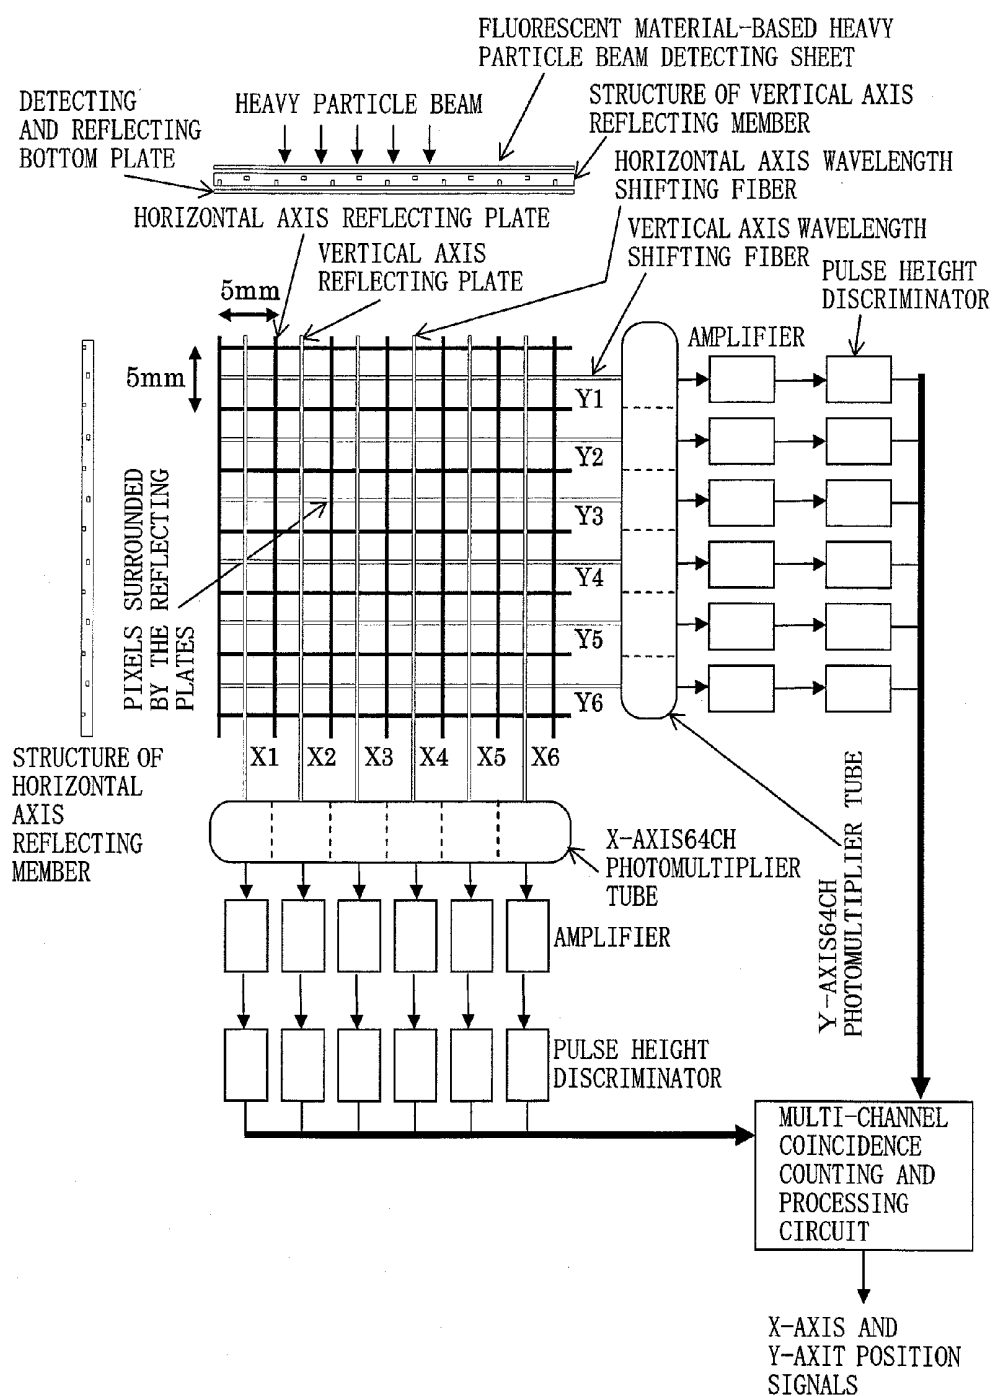 FLUORESCENT MATERIAL-BASED HEAVY
PARTICLE BEAM DETECTING SHEET
DETECTING
AND REFLECTING
BOTTOM PLATE
HEAVY PARTICLE BEAM
STRUCTURE OF VERTICAL AXIS
REFLECTING MEMBER
HORIZONTAL AXIS WAVELENGTH
SHIFTING FIBER
HORIZONTAL AXIS REFLECTING PLATE
VERTICAL AXIS WAVELENGTH
SHIFTING FIBER
VERTICAL AXIS
REFLECTING PLATE
PULSE HEIGHT
DISCRIMINATOR
5mm
AMPLIFIER
5mm
Y1
Y2
Y3
Y4
Y5
Y6
PIXELS SURROUNDED
BY THE REFLECTING
PLATES
X1
X2
X3
X4
X5
X6
STRUCTURE OF
HORIZONTAL
AXIS
REFLECTING
MEMBER
X-AXIS64CH
PHOTOMULTIPLIER
TUBE
Y-AXIS64CH
PHOTOMULTIPLIER TUBE
AMPLIFIER
PULSE HEIGHT
DISCRIMINATOR
MULTI-CHANNEL
COINCIDENCE
COUNTING AND
PROCESSING
CIRCUIT
X-AXIS AND
Y-AXIT POSITION
SIGNALS